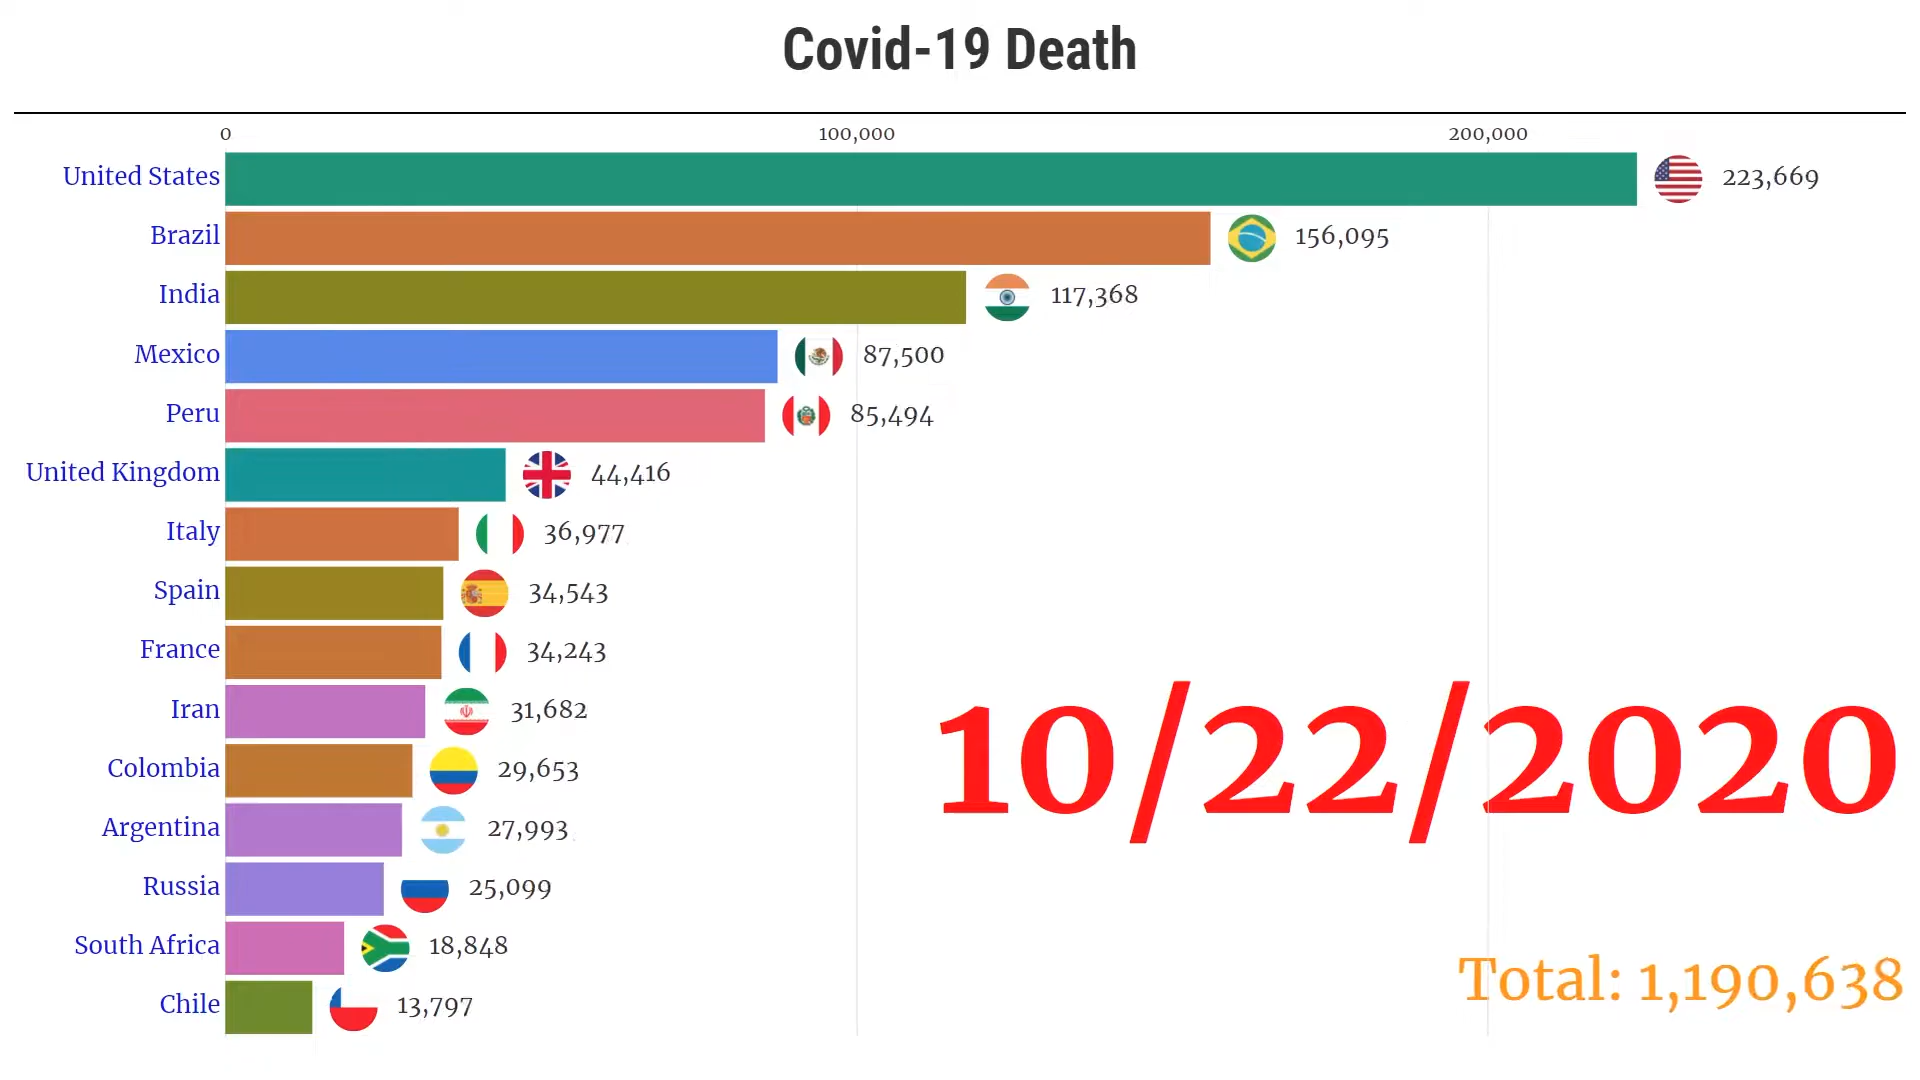 Covid-19 Death
0 100,000 200,000
United States 223,669
Brazil 156,095
India 117,368
Mexico 87,500
Peru 85,494
United Kingdom 44,416
Italy 36,977
Spain 34,543
France 34,243
Iran 31,682
Colombia 29,653
Argentina 27,993
Russia 25,099
South Africa 18,848
Chile 13,797
10/22/2020
Total: 1,190,638